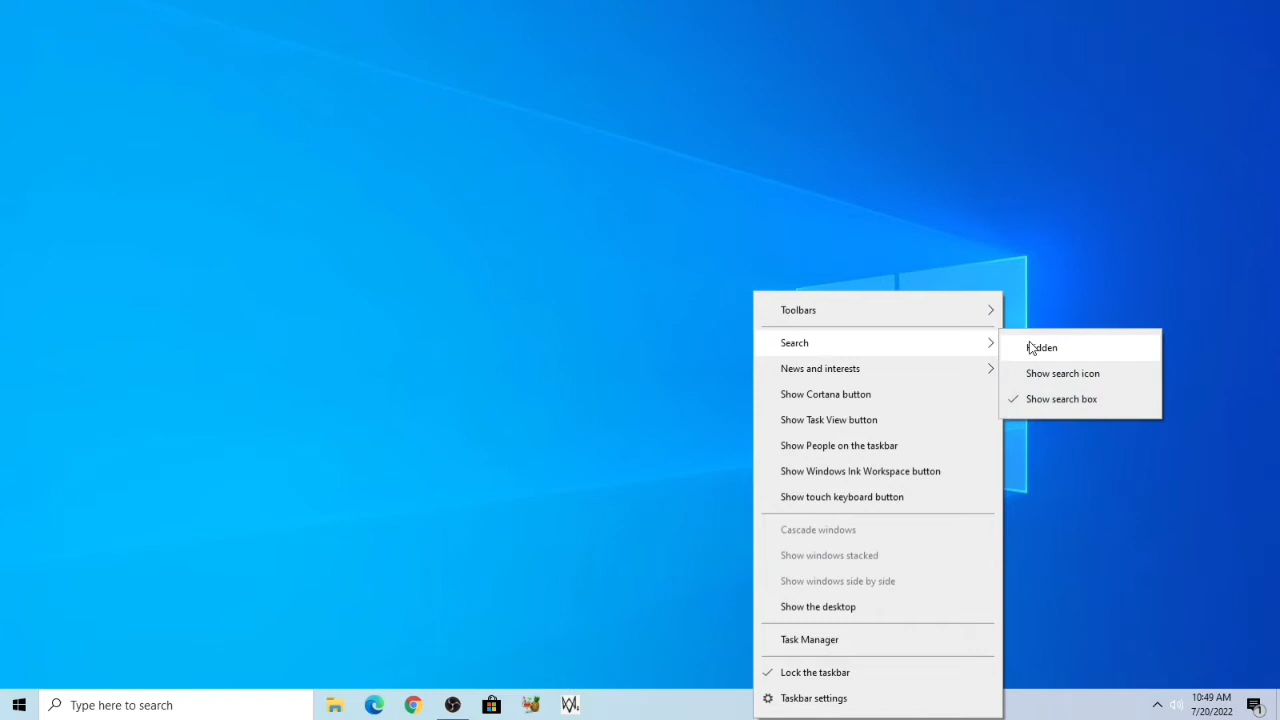 Toolbars
Search
News and interests
Show Cortana button
Show Task View button
Show People on the taskbar
Show Windows Ink Workspace button
Show touch keyboard button
Cascade windows
Show windows stacked
Show windows side by side
Show the desktop
Task Manager
Lock the taskbar
Taskbar settings
Hidden
Show search icon
Show search box
Type here to search
10:49 AM
7/20/2022
1